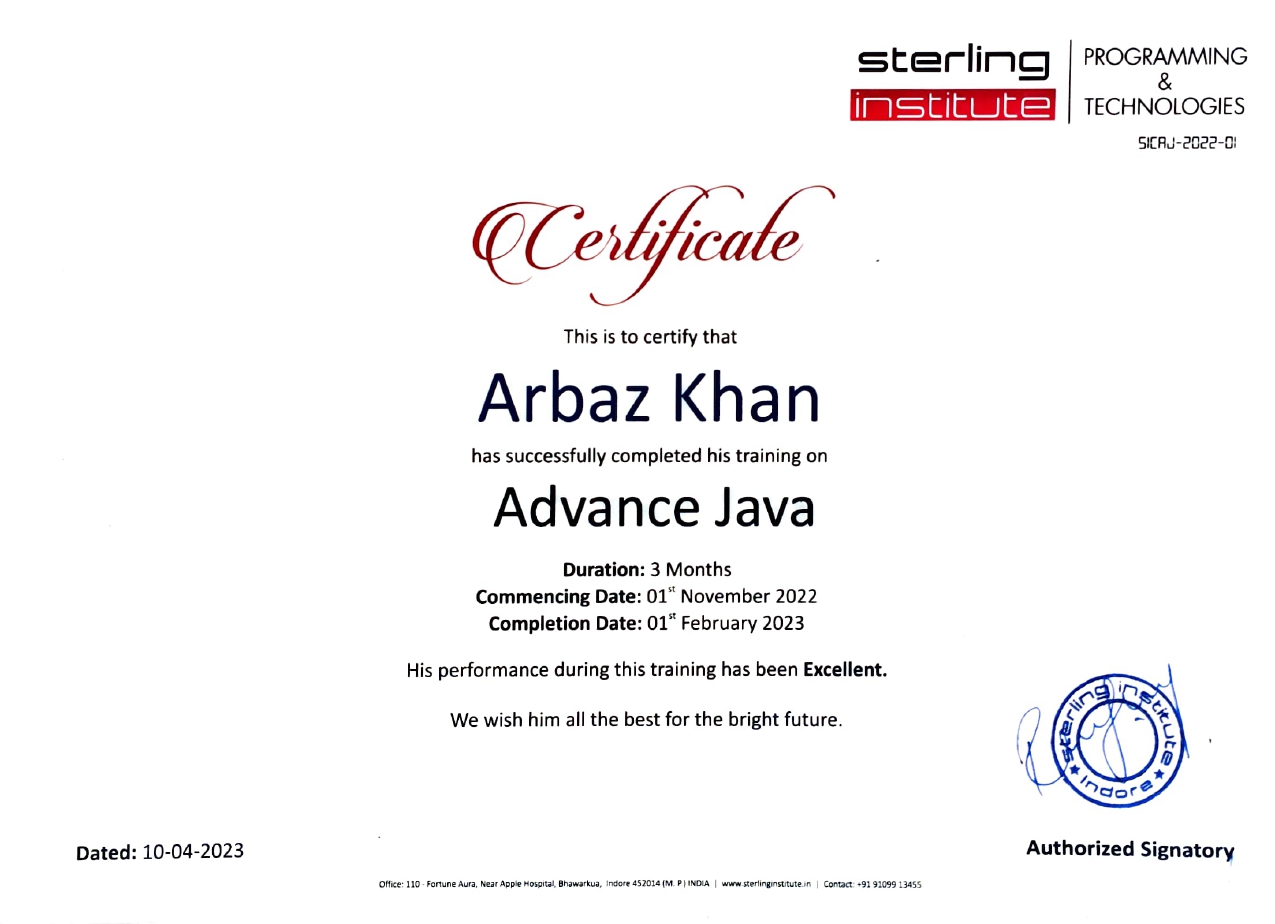 sterling
institute
PROGRAMMING
&
TECHNOLOGIES
SICAJ-2022-01
Certificate
This is to certify that
Arbaz Khan
has successfully completed his training on
Advance Java
Duration: 3 Months
Commencing Date: 01st November 2022
Completion Date: 01st February 2023
His performance during this training has been Excellent.
We wish him all the best for the bright future.
sterling institute
★ Indore ★
Dated: 10-04-2023
Authorized Signatory
Office: 110 - Fortune Aura, Near Apple Hospital, Bhawarkua, Indore 452014 (M. P.) INDIA | www.sterlinginstitute.in | Contact: +91 91099 13455